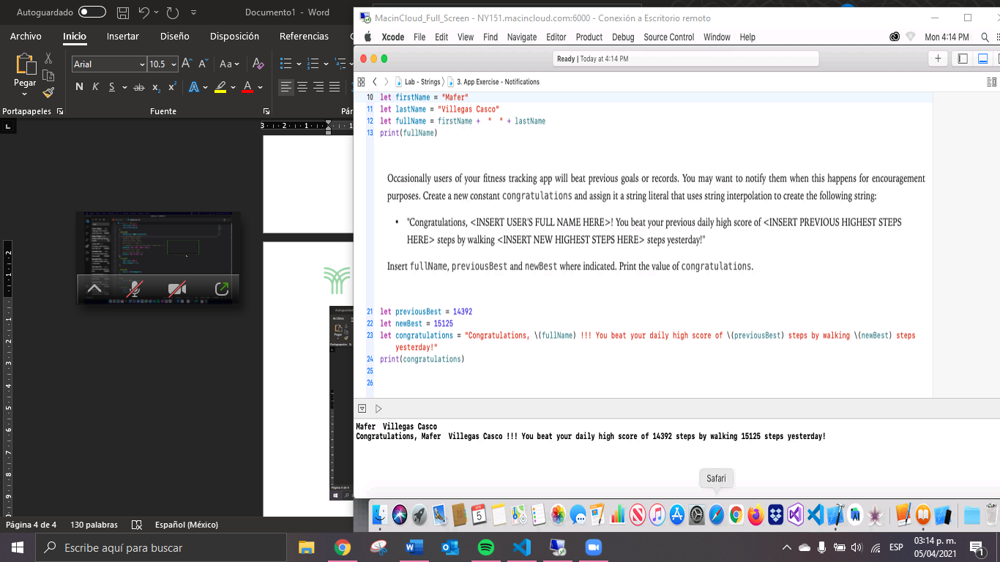 Autoguardado
Documento1 - Word
Archivo Inicio Insertar Diseño Disposición Referencias
Pegar
Arial 10.5
N K S ab x₂ x²
Aa
Portapapeles Fuente
MacinCloud_Full_Screen - NY151.macincloud.com:6000 - Conexión a Escritorio remoto
Xcode File Edit View Find Navigate Editor Product Debug Source Control Window Help
Mon 4:14 PM
Ready | Today at 4:14 PM
Lab - Strings 3. App Exercise - Notifications
10 let firstName = "Mafer"
11 let lastName = "Villegas Casco"
12 let fullName = firstName +  "  " + lastName
13 print(fullName)
Occasionally users of your fitness tracking app will beat previous goals or records. You may want to notify them when this happens for encouragement
purposes. Create a new constant congratulations and assign it a string literal that uses string interpolation to create the following string:
• "Congratulations, <INSERT USER'S FULL NAME HERE>! You beat your previous daily high score of <INSERT PREVIOUS HIGHEST STEPS
HERE> steps by walking <INSERT NEW HIGHEST STEPS HERE> steps yesterday!"
Insert fullName, previousBest and newBest where indicated. Print the value of congratulations.
21 let previousBest = 14392
22 let newBest = 15125
23 let congratulations = "Congratulations, \(fullName) !!! You beat your daily high score of \(previousBest) steps by walking \(newBest) steps
yesterday!"
24 print(congratulations)
25
26
Mafer  Villegas Casco
Congratulations, Mafer  Villegas Casco !!! You beat your daily high score of 14392 steps by walking 15125 steps yesterday!
Safari
Página 4 de 4 130 palabras Español (México)
Escribe aquí para buscar
ESP
03:14 p. m.
05/04/2021
1